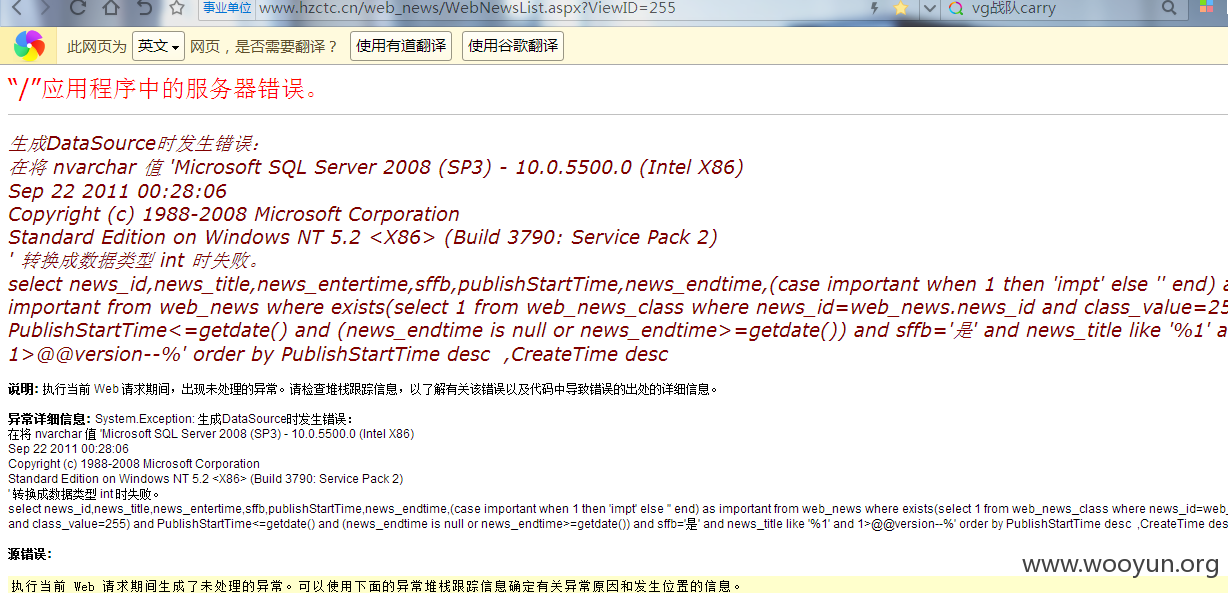 事业单位 www.hzctc.cn/web_news/WebNewsList.aspx?ViewID=255 vg战队carry
此网页为 英文 网页，是否需要翻译？ 使用有道翻译 使用谷歌翻译
“/”应用程序中的服务器错误。
生成DataSource时发生错误：
在将 nvarchar 值 'Microsoft SQL Server 2008 (SP3) - 10.0.5500.0 (Intel X86)
Sep 22 2011 00:28:06
Copyright (c) 1988-2008 Microsoft Corporation
Standard Edition on Windows NT 5.2 <X86> (Build 3790: Service Pack 2)
' 转换成数据类型 int 时失败。
select news_id,news_title,news_entertime,sffb,publishStartTime,news_endtime,(case important when 1 then 'impt' else '' end) a
important from web_news where exists(select 1 from web_news_class where news_id=web_news.news_id and class_value=25
PublishStartTime<=getdate() and (news_endtime is null or news_endtime>=getdate()) and sffb='是' and news_title like '%1' a
1>@@version--%' order by PublishStartTime desc ,CreateTime desc
说明: 执行当前 Web 请求期间，出现未处理的异常。请检查堆栈跟踪信息，以了解有关该错误以及代码中导致错误的出处的详细信息。
异常详细信息: System.Exception: 生成DataSource时发生错误：
在将 nvarchar 值 'Microsoft SQL Server 2008 (SP3) - 10.0.5500.0 (Intel X86)
Sep 22 2011 00:28:06
Copyright (c) 1988-2008 Microsoft Corporation
Standard Edition on Windows NT 5.2 <X86> (Build 3790: Service Pack 2)
' 转换成数据类型 int 时失败。
select news_id,news_title,news_entertime,sffb,publishStartTime,news_endtime,(case important when 1 then 'impt' else '' end) as important from web_news where exists(select 1 from web_news_class where news_id=web_
and class_value=255) and PublishStartTime<=getdate() and (news_endtime is null or news_endtime>=getdate()) and sffb='是' and news_title like '%1' and 1>@@version--%' order by PublishStartTime desc ,CreateTime des
源错误:
www.wooyun.org
执行当前 Web 请求期间生成了未处理的异常。可以使用下面的异常堆栈跟踪信息确定有关异常原因和发生位置的信息。